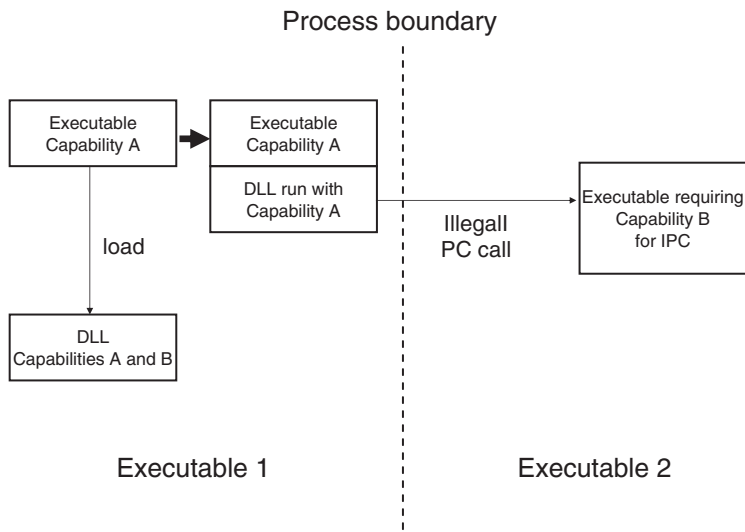 Process boundary
Executable
Capability A
Executable
Capability A
DLL run with
Capability A
Executable requiring
Capability B
for IPC
load
IllegalI
PC call
DLL
Capabilities A and B
Executable 1
Executable 2